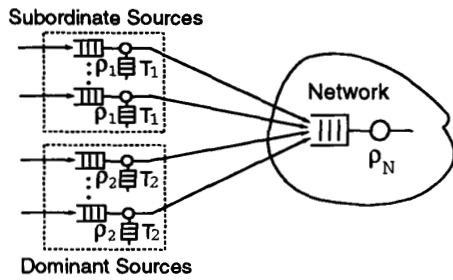 Subordinate Sources
ρ1 T1
ρ1 T1
Network
ρN
ρ2 T2
ρ2 T2
Dominant Sources